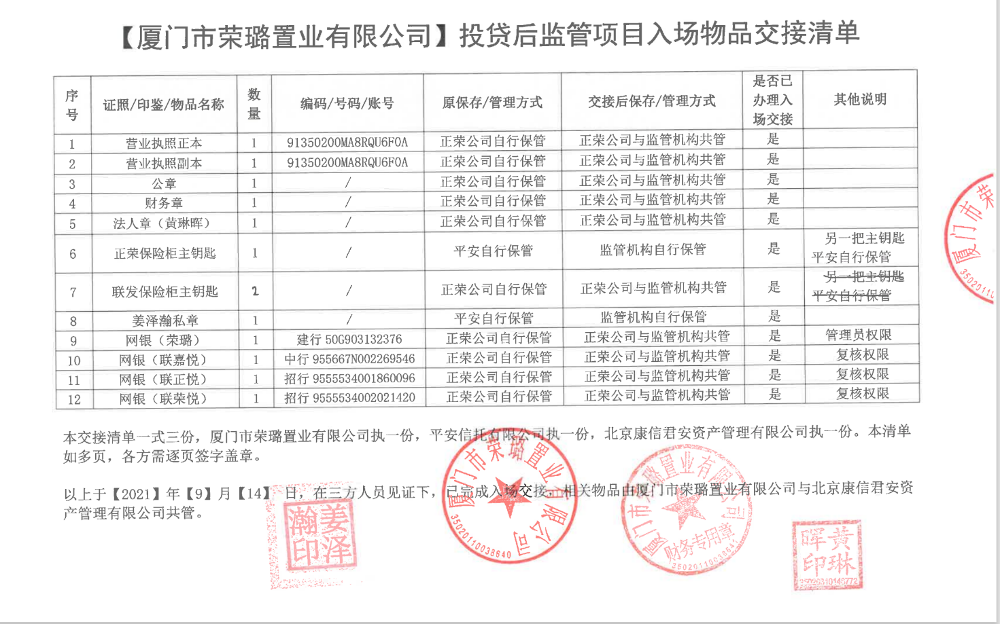 【厦门市荣璐置业有限公司】投贷后监管项目入场物品交接清单
序号 证照/印鉴/物品名称 数量 编码/号码/账号 原保存/管理方式 交接后保存/管理方式 是否已办理入场交接 其他说明
1 营业执照正本 1 91350200MA8RQU6F0A 正荣公司自行保管 正荣公司与监管机构共管 是
2 营业执照副本 1 91350200MA8RQU6F0A 正荣公司自行保管 正荣公司与监管机构共管 是
3 公章 1 / 正荣公司自行保管 正荣公司与监管机构共管 是
4 财务章 1 / 正荣公司自行保管 正荣公司与监管机构共管 是
5 法人章（黄琳晖） 1 / 正荣公司自行保管 正荣公司与监管机构共管 是
6 正荣保险柜主钥匙 1 / 平安自行保管 监管机构自行保管 是 另一把主钥匙平安自行保管
7 联发保险柜主钥匙 2 / 正荣公司自行保管 正荣公司与监管机构共管 是 另一把主钥匙平安自行保管
8 姜泽瀚私章 1 / 平安自行保管 监管机构自行保管 是
9 网银（荣璐） 1 建行 50G903132376 正荣公司自行保管 正荣公司与监管机构共管 是 管理员权限
10 网银（联嘉悦） 1 中行 955667N002269546 正荣公司自行保管 正荣公司与监管机构共管 是 复核权限
11 网银（联正悦） 1 招行 9555534001860096 正荣公司自行保管 正荣公司与监管机构共管 是 复核权限
12 网银（联荣悦） 1 招行 9555534002021420 正荣公司自行保管 正荣公司与监管机构共管 是 复核权限
本交接清单一式三份，厦门市荣璐置业有限公司执一份，平安信托有限公司执一份，北京康信君安资产管理有限公司执一份。本清单
如多页，各方需逐页签字盖章。
以上于【2021】年【9】月【14】日，在三方人员见证下，已完成入场交接，相关物品由厦门市荣璐置业有限公司与北京康信君安资
产管理有限公司共管。
姜泽瀚印
厦门市荣璐置业有限公司
35020110038640
厦门市荣璐置业有限公司
财务专用章
35020110038641
黄琳晖印
35020310148772
厦门市荣
3502011